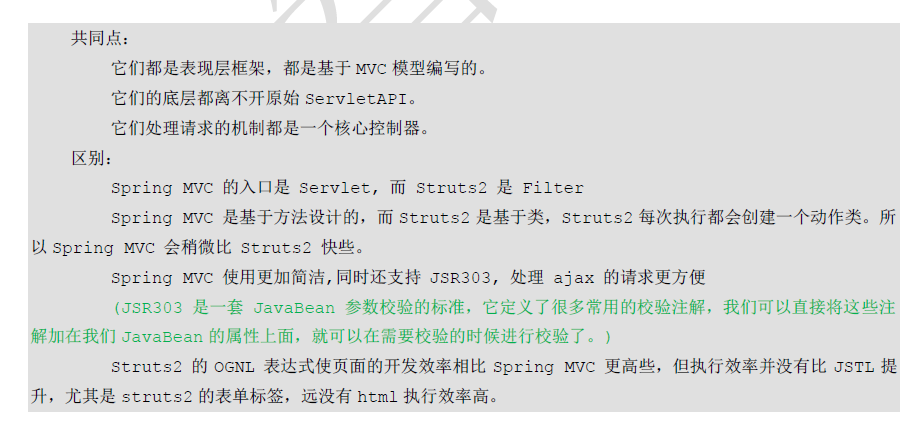 共同点：
它们都是表现层框架，都是基于 MVC 模型编写的。
它们的底层都离不开原始 ServletAPI。
它们处理请求的机制都是一个核心控制器。
区别：
Spring MVC 的入口是 Servlet, 而 Struts2 是 Filter
Spring MVC 是基于方法设计的，而 Struts2 是基于类，Struts2 每次执行都会创建一个动作类。所
以 Spring MVC 会稍微比 Struts2 快些。
Spring MVC 使用更加简洁,同时还支持 JSR303, 处理 ajax 的请求更方便
(JSR303 是一套 JavaBean 参数校验的标准，它定义了很多常用的校验注解，我们可以直接将这些注
解加在我们 JavaBean 的属性上面，就可以在需要校验的时候进行校验了。)
Struts2 的 OGNL 表达式使页面的开发效率相比 Spring MVC 更高些，但执行效率并没有比 JSTL 提
升，尤其是 struts2 的表单标签，远没有 html 执行效率高。